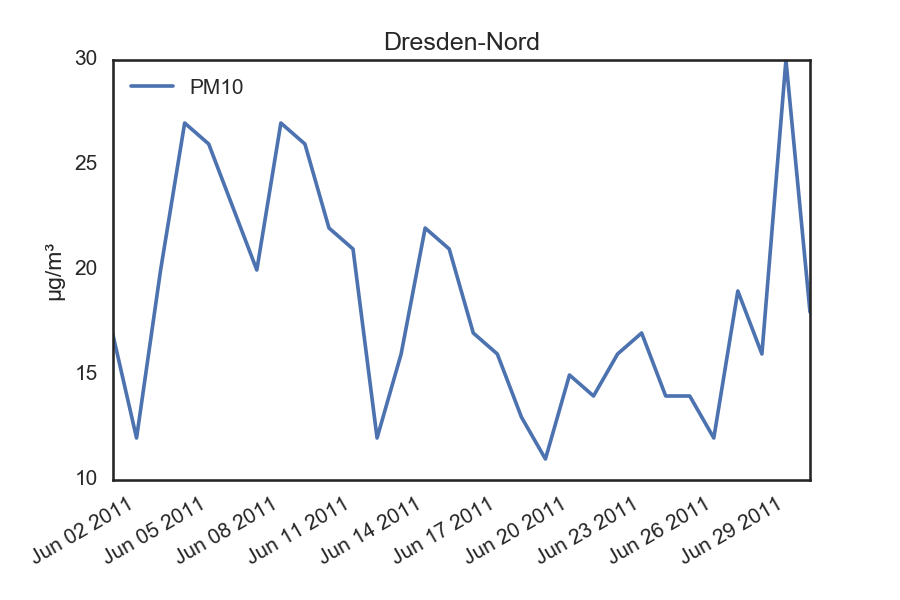 Dresden-Nord
PM10
µg/m³
30
25
20
15
10
Jun 02 2011
Jun 05 2011
Jun 08 2011
Jun 11 2011
Jun 14 2011
Jun 17 2011
Jun 20 2011
Jun 23 2011
Jun 26 2011
Jun 29 2011